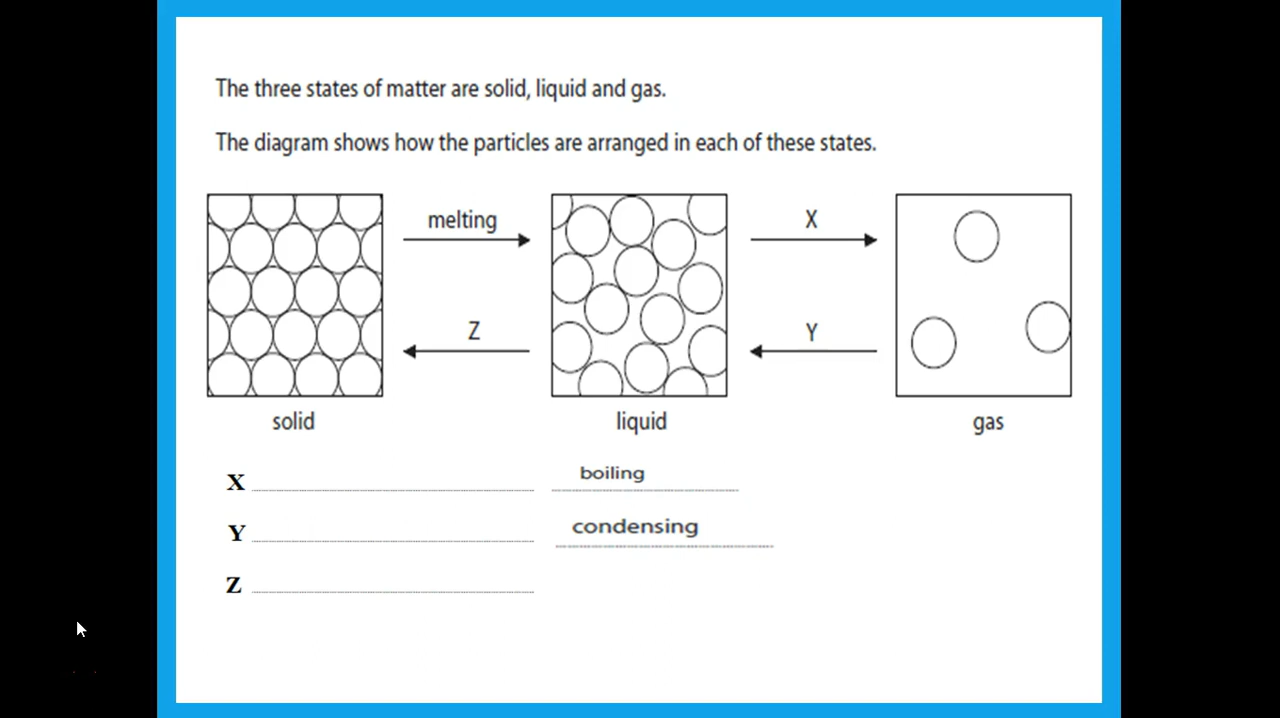 The three states of matter are solid, liquid and gas.
The diagram shows how the particles are arranged in each of these states.
melting
X
Z
Y
solid
liquid
gas
X boiling
Y condensing
Z